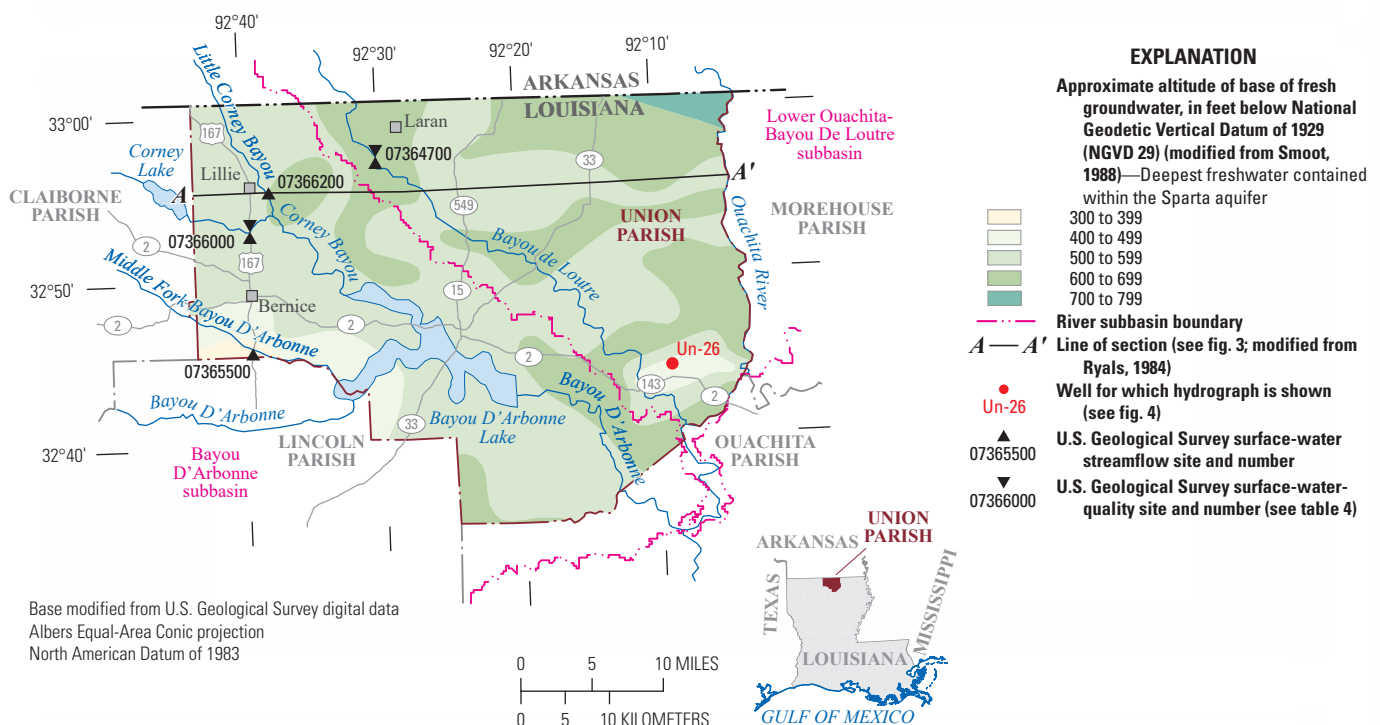 92°40'
92°30'
92°20'
92°10'
ARKANSAS
LOUISIANA
33°00'
32°50'
32°40'
Little Corney Bayou
167
Laran
07364700
33
Lower Ouachita-
Bayou De Loutre
subbasin
Corney
Lake
Lillie
07366200
A
A'
CLAIBORNE
PARISH
549
UNION
PARISH
Ouachita River
MOREHOUSE
PARISH
07366000
Corney Bayou
2
167
Bayou de Loutre
Middle Fork Bayou D'Arbonne
15
Bernice
2
2
2
Un-26
07365500
143
2
Bayou D'Arbonne
33
Bayou D'Arbonne
Lake
Bayou D'Arbonne
LINCOLN
PARISH
OUACHITA
PARISH
Bayou
D'Arbonne
subbasin
EXPLANATION
Approximate altitude of base of fresh
groundwater, in feet below National
Geodetic Vertical Datum of 1929
(NGVD 29) (modified from Smoot,
1988)—Deepest freshwater contained
within the Sparta aquifer
300 to 399
400 to 499
500 to 599
600 to 699
700 to 799
River subbasin boundary
A — A' Line of section (see fig. 3; modified from
Ryals, 1984)
Well for which hydrograph is shown
Un-26 (see fig. 4)
U.S. Geological Survey surface-water
07365500 streamflow site and number
U.S. Geological Survey surface-water-
07366000 quality site and number (see table 4)
Base modified from U.S. Geological Survey digital data
Albers Equal-Area Conic projection
North American Datum of 1983
0 5 10 MILES
0 5 10 KILOMETERS
UNION
PARISH
ARKANSAS
TEXAS
MISSISSIPPI
LOUISIANA
GULF OF MEXICO